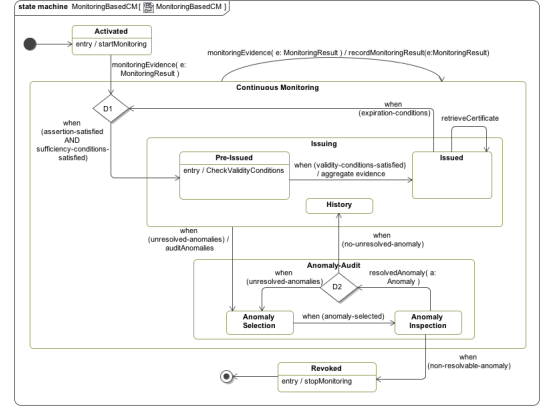 state machine MonitoringBasedCM [ MonitoringBasedCM ]
Activated
entry / startMonitoring
monitoringEvidence( e:
MonitoringResult )
monitoringEvidence( e: MonitoringResult ) / recordMonitoringResult(e:MonitoringResult)
Continuous Monitoring
D1
when
(expiration-conditions)
retrieveCertificate
when
(assertion-satisfied
AND
sufficiency-conditions-
satisfied)
Issuing
Pre-Issued
entry / CheckValidityConditions
when (validity-conditions-satisfied)
/ aggregate evidence
Issued
History
when
(unresolved-anomalies) /
auditAnomalies
when
(no-unresolved-anomaly)
Anomaly-Audit
when
(unresolved-anomalies)
D2
resolvedAnomaly( a:
Anomaly )
Anomaly
Selection
when (anomaly-selected)
Anomaly
Inspection
when
(non-resolvable-anomaly)
Revoked
entry / stopMonitoring